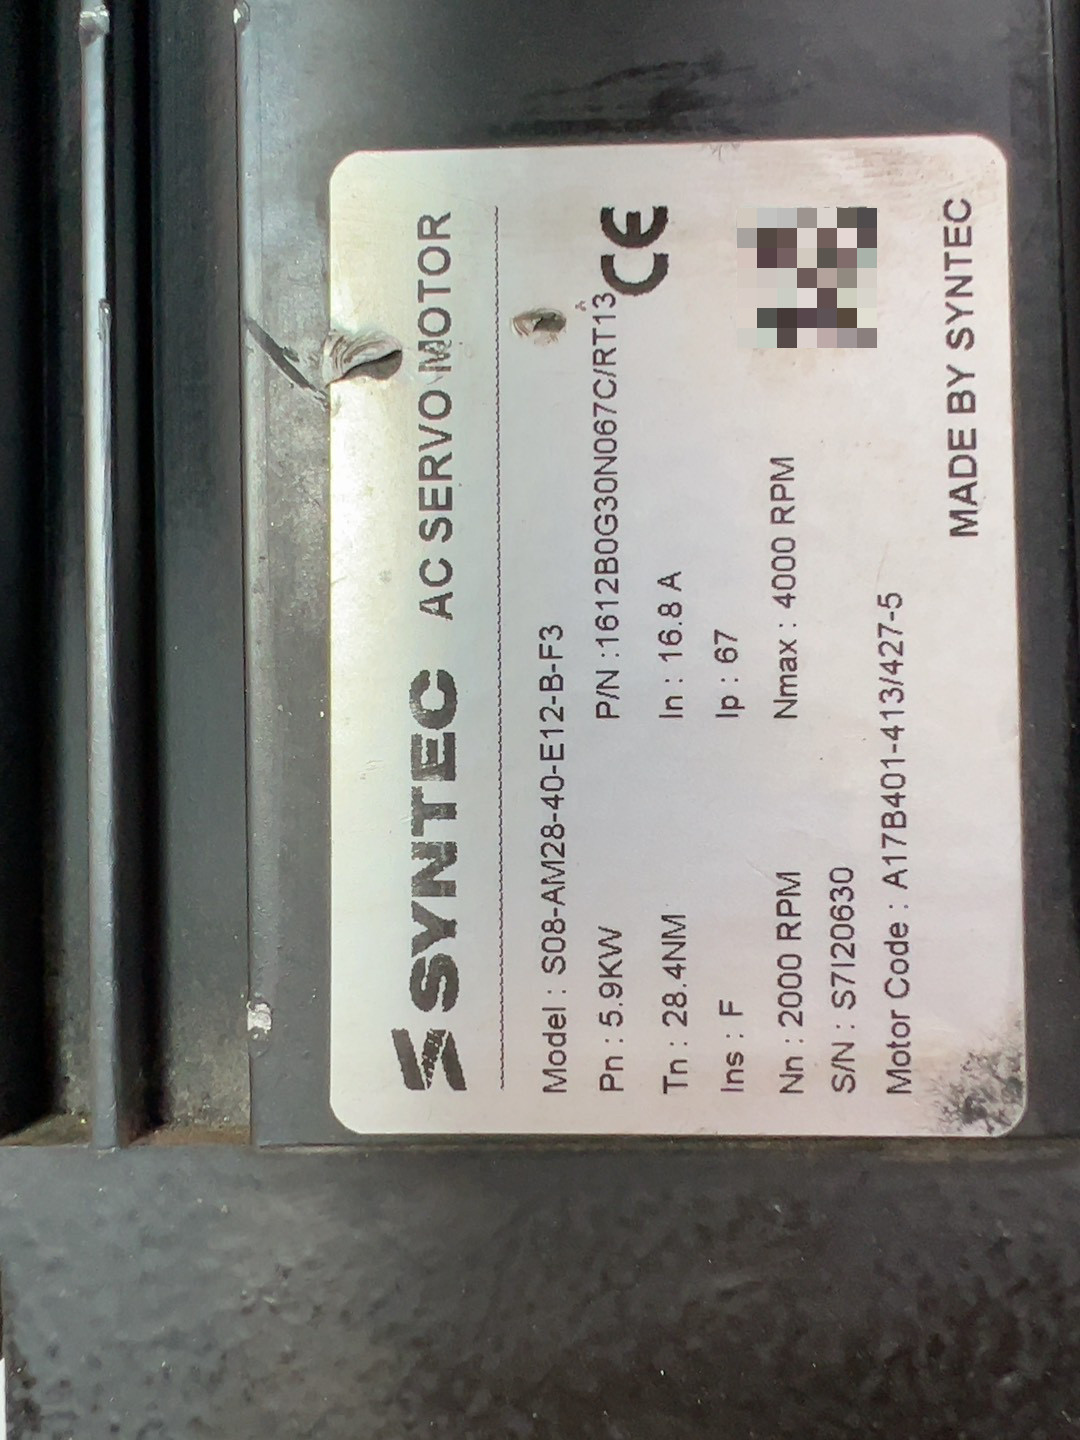 SYNTEC AC SERVO MOTOR
Model : S08-AM28-40-E12-B-F3
Pn : 5.9KW P/N :1612B0G30N067C/RT13
CE
Tn : 28.4NM In : 16.8 A
Ins : F Ip : 67
Nn : 2000 RPM Nmax : 4000 RPM
S/N : S7I20630
Motor Code : A17B401-413/427-5
MADE BY SYNTEC